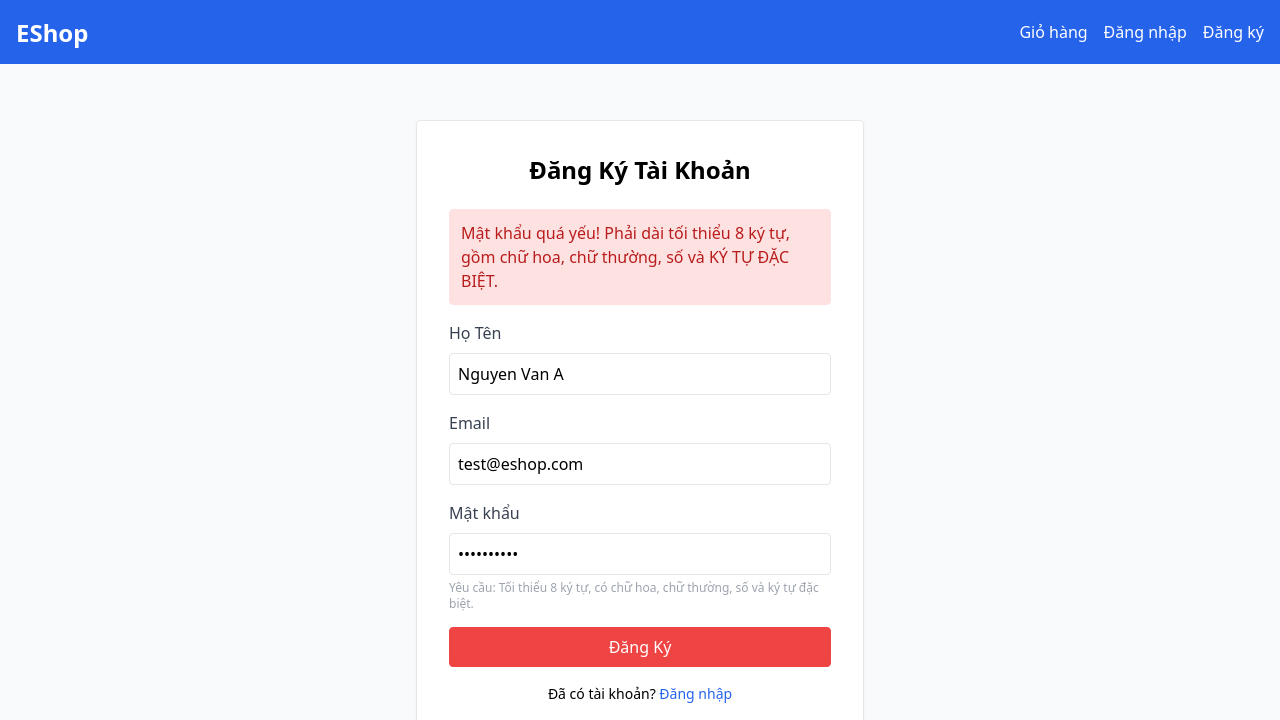 EShop
Giỏ hàng
Đăng nhập
Đăng ký
Đăng Ký Tài Khoản
Mật khẩu quá yếu! Phải dài tối thiểu 8 ký tự,
gồm chữ hoa, chữ thường, số và KÝ TỰ ĐẶC
BIỆT.
Họ Tên
Nguyen Van A
Email
test@eshop.com
Mật khẩu
••••••••••
Yêu cầu: Tối thiểu 8 ký tự, có chữ hoa, chữ thường, số và ký tự đặc
biệt.
Đăng Ký
Đã có tài khoản? Đăng nhập